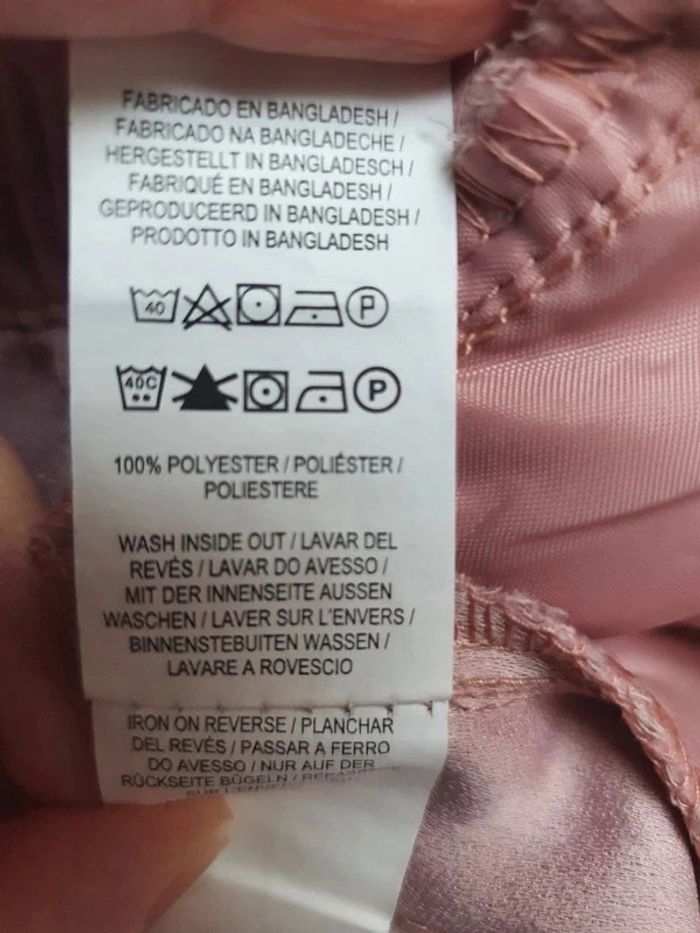 FABRICADO EN BANGLADESH /
FABRICADO NA BANGLADECHE /
HERGESTELLT IN BANGLADESCH /
FABRIQUÉ EN BANGLADESH /
GEPRODUCEERD IN BANGLADESH /
PRODOTTO IN BANGLADESH
40 P
40C P
100% POLYESTER / POLIÉSTER /
POLIESTERE
WASH INSIDE OUT / LAVAR DEL
REVÉS / LAVAR DO AVESSO /
MIT DER INNENSEITE AUSSEN
WASCHEN / LAVER SUR L'ENVERS /
BINNENSTEBUITEN WASSEN /
LAVARE A ROVESCIO
IRON ON REVERSE / PLANCHAR
DEL REVÉS / PASSAR A FERRO
DO AVESSO / NUR AUF DER
RÜCKSEITE BÜGELN /